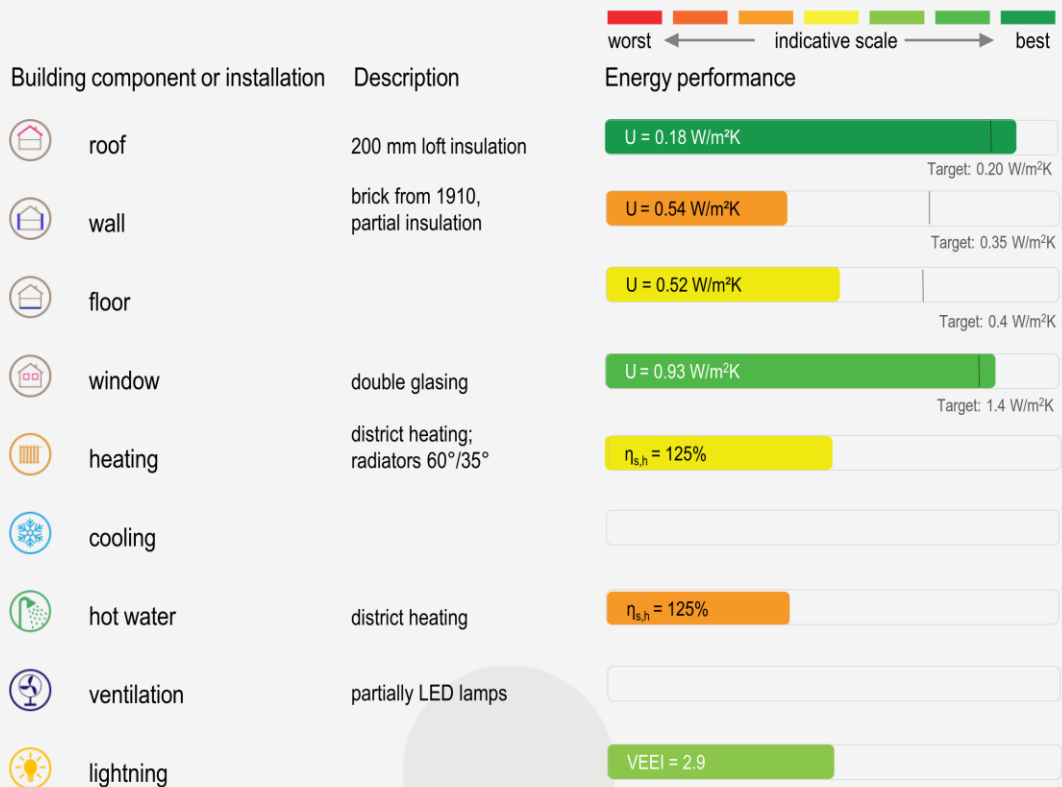 worst indicative scale best
Building component or installation Description Energy performance
roof 200 mm loft insulation U = 0.18 W/m²K
Target: 0.20 W/m²K
wall brick from 1910, U = 0.54 W/m²K
partial insulation
Target: 0.35 W/m²K
floor U = 0.52 W/m²K
Target: 0.4 W/m²K
window double glasing U = 0.93 W/m²K
Target: 1.4 W/m²K
heating district heating; ηs,h = 125%
radiators 60°/35°
cooling
hot water district heating ηs,h = 125%
ventilation partially LED lamps
lightning VEEI = 2.9